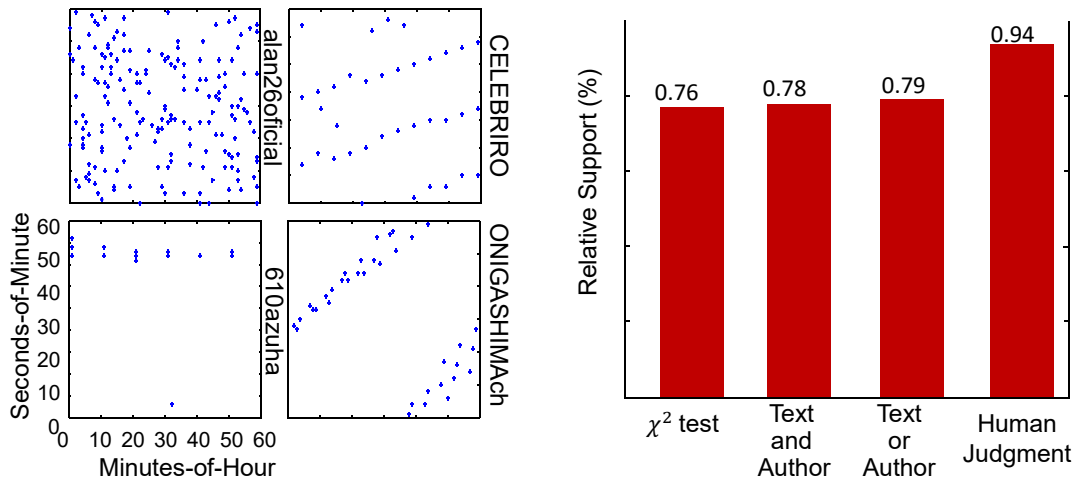 alan26oficial
CELEBRIRO
610azuha
ONIGASHIMAch
Seconds-of-Minute
60
50
40
30
20
10
0
0 10 20 30 40 50 60
Minutes-of-Hour
Relative Support (%)
0.76
0.78
0.79
0.94
χ² test
Text
and
Author
Text
or
Author
Human
Judgment